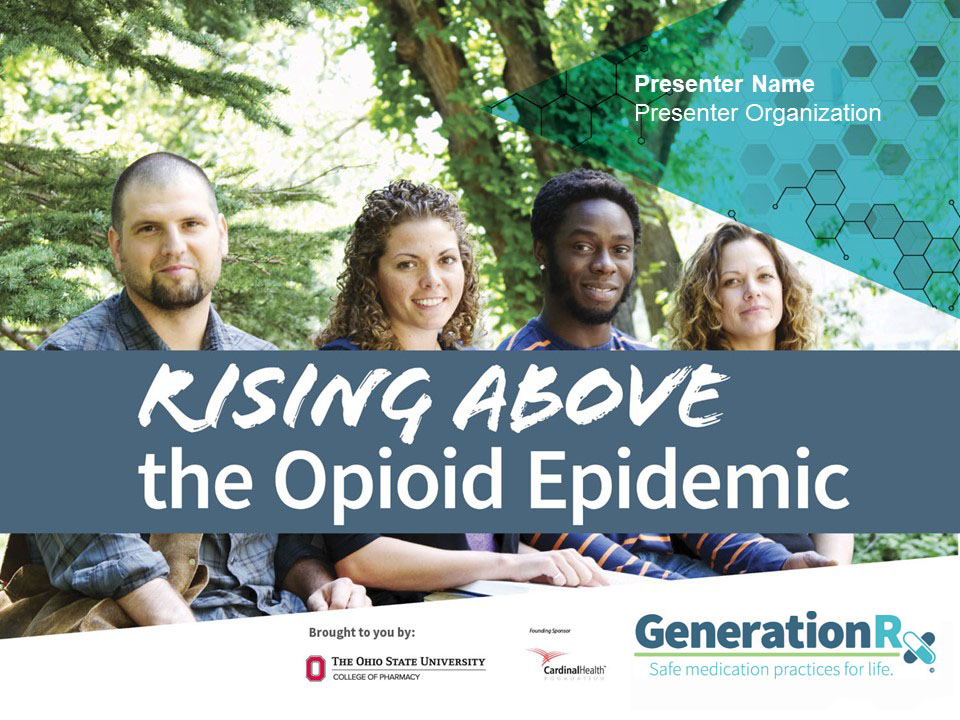 Presenter Name
Presenter Organization
RISING ABOVE
the Opioid Epidemic
Brought to you by:
THE OHIO STATE UNIVERSITY
COLLEGE OF PHARMACY
Founding Sponsor
CardinalHealth™
FOUNDATION
GenerationRx
Safe medication practices for life.®